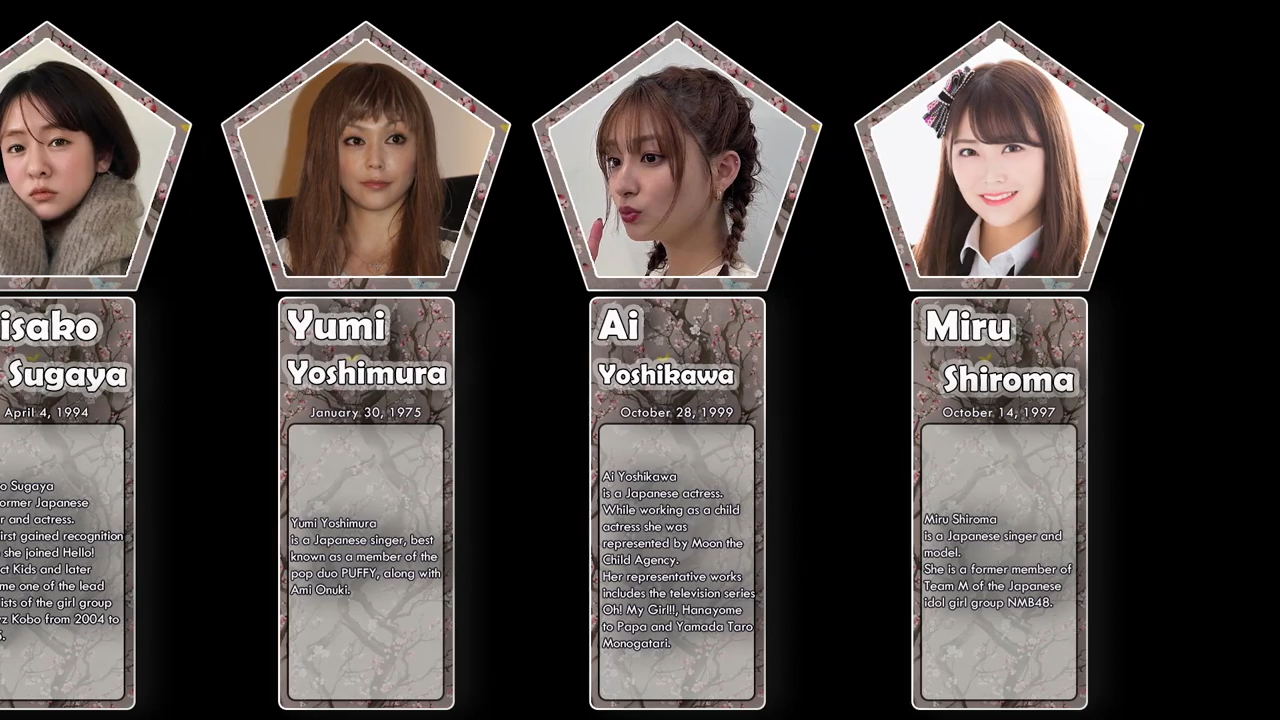 isako
Sugaya
April 4, 1994
o Sugaya
ormer Japanese
r and actress.
irst gained recognition
she joined Hello!
ct Kids and later
me one of the lead
ists of the girl group
yz Kobo from 2004 to
Yumi
Yoshimura
January 30, 1975
Yumi Yoshimura
is a Japanese singer, best
known as a member of the
pop duo PUFFY, along with
Ami Onuki.
Ai
Yoshikawa
October 28, 1999
Ai Yoshikawa
is a Japanese actress.
While working as a child
actress she was
represented by Moon the
Child Agency.
Her representative works
includes the television series
Oh! My Girl!!, Hanayome
to Papa and Yamada Taro
Monogatari.
Miru
Shiroma
October 14, 1997
Miru Shiroma
is a Japanese singer and
model.
She is a former member of
Team M of the Japanese
idol girl group NMB48.